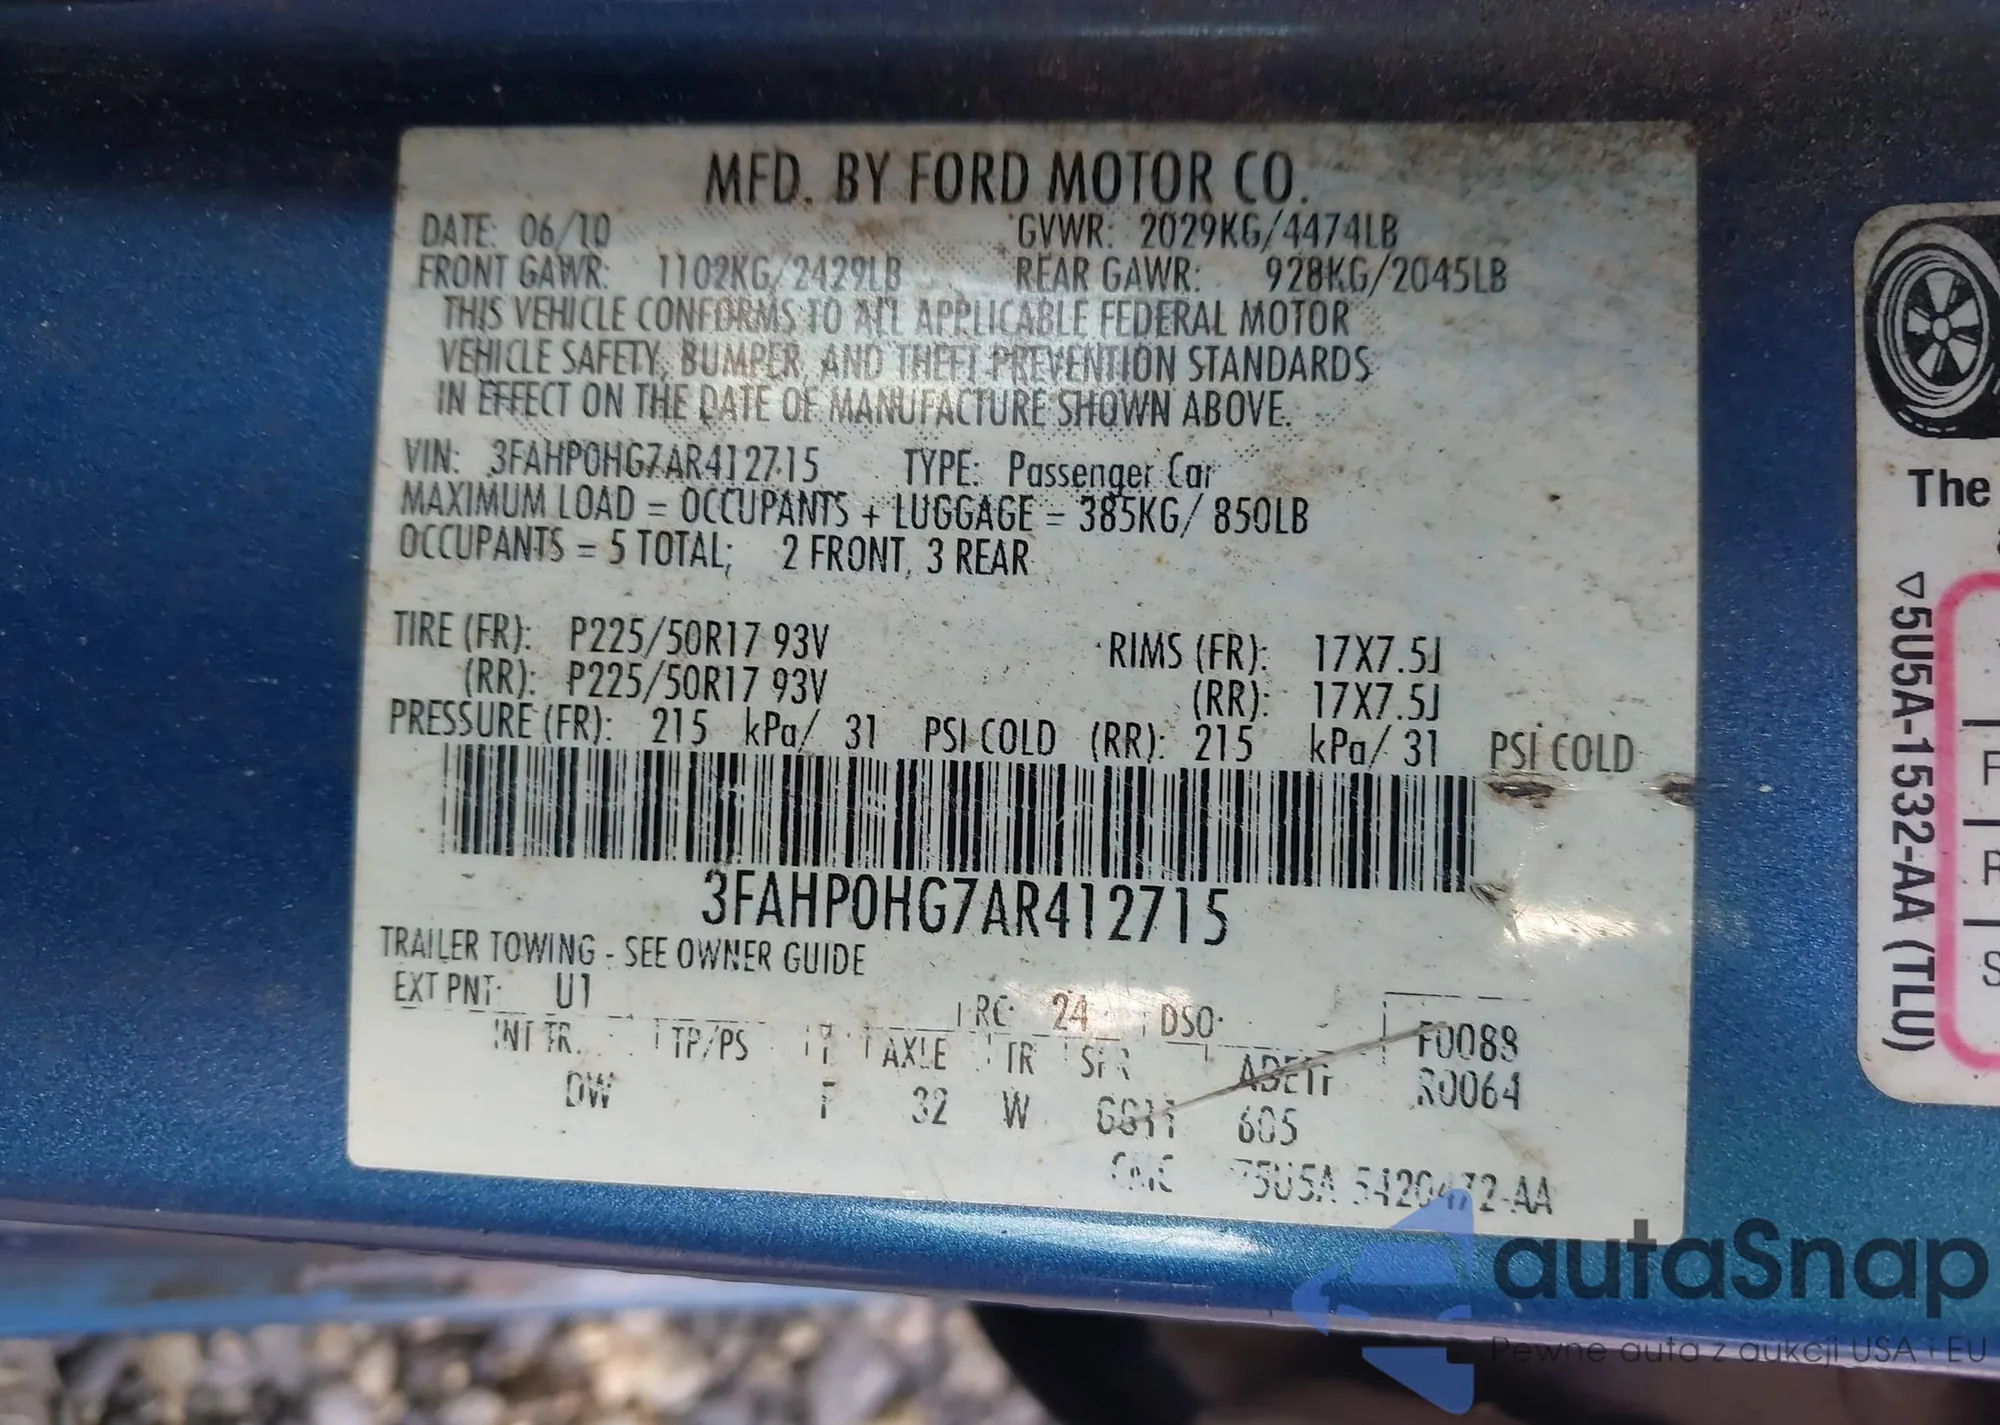 MFD. BY FORD MOTOR CO.
DATE: 06/10 GVWR: 2029KG/4474LB
FRONT GAWR: 1102KG/2429LB REAR GAWR: 928KG/2045LB
THIS VEHICLE CONFORMS TO ALL APPLICABLE FEDERAL MOTOR
VEHICLE SAFETY, BUMPER, AND THEFT PREVENTION STANDARDS
IN EFFECT ON THE DATE OF MANUFACTURE SHOWN ABOVE.
VIN: 3FAHP0HG7AR412715 TYPE: Passenger Car
MAXIMUM LOAD = OCCUPANTS + LUGGAGE = 385KG/ 850LB
OCCUPANTS = 5 TOTAL; 2 FRONT, 3 REAR
TIRE (FR): P225/50R17 93V RIMS (FR): 17X7.5J
(RR): P225/50R17 93V (RR): 17X7.5J
PRESSURE (FR): 215 kPa/ 31 PSI COLD (RR): 215 kPa/ 31 PSI COLD
3FAHP0HG7AR412715
TRAILER TOWING - SEE OWNER GUIDE
EXT PNT: U1 RC: 24 DSO:
INT TR. TP/PS AXLE TR F0088
DW 32 W 605 R0064
The
5U5A-1532-AA (TLU)
F
R
S
autoSnap
Pewne auta z aukcji USA i EU